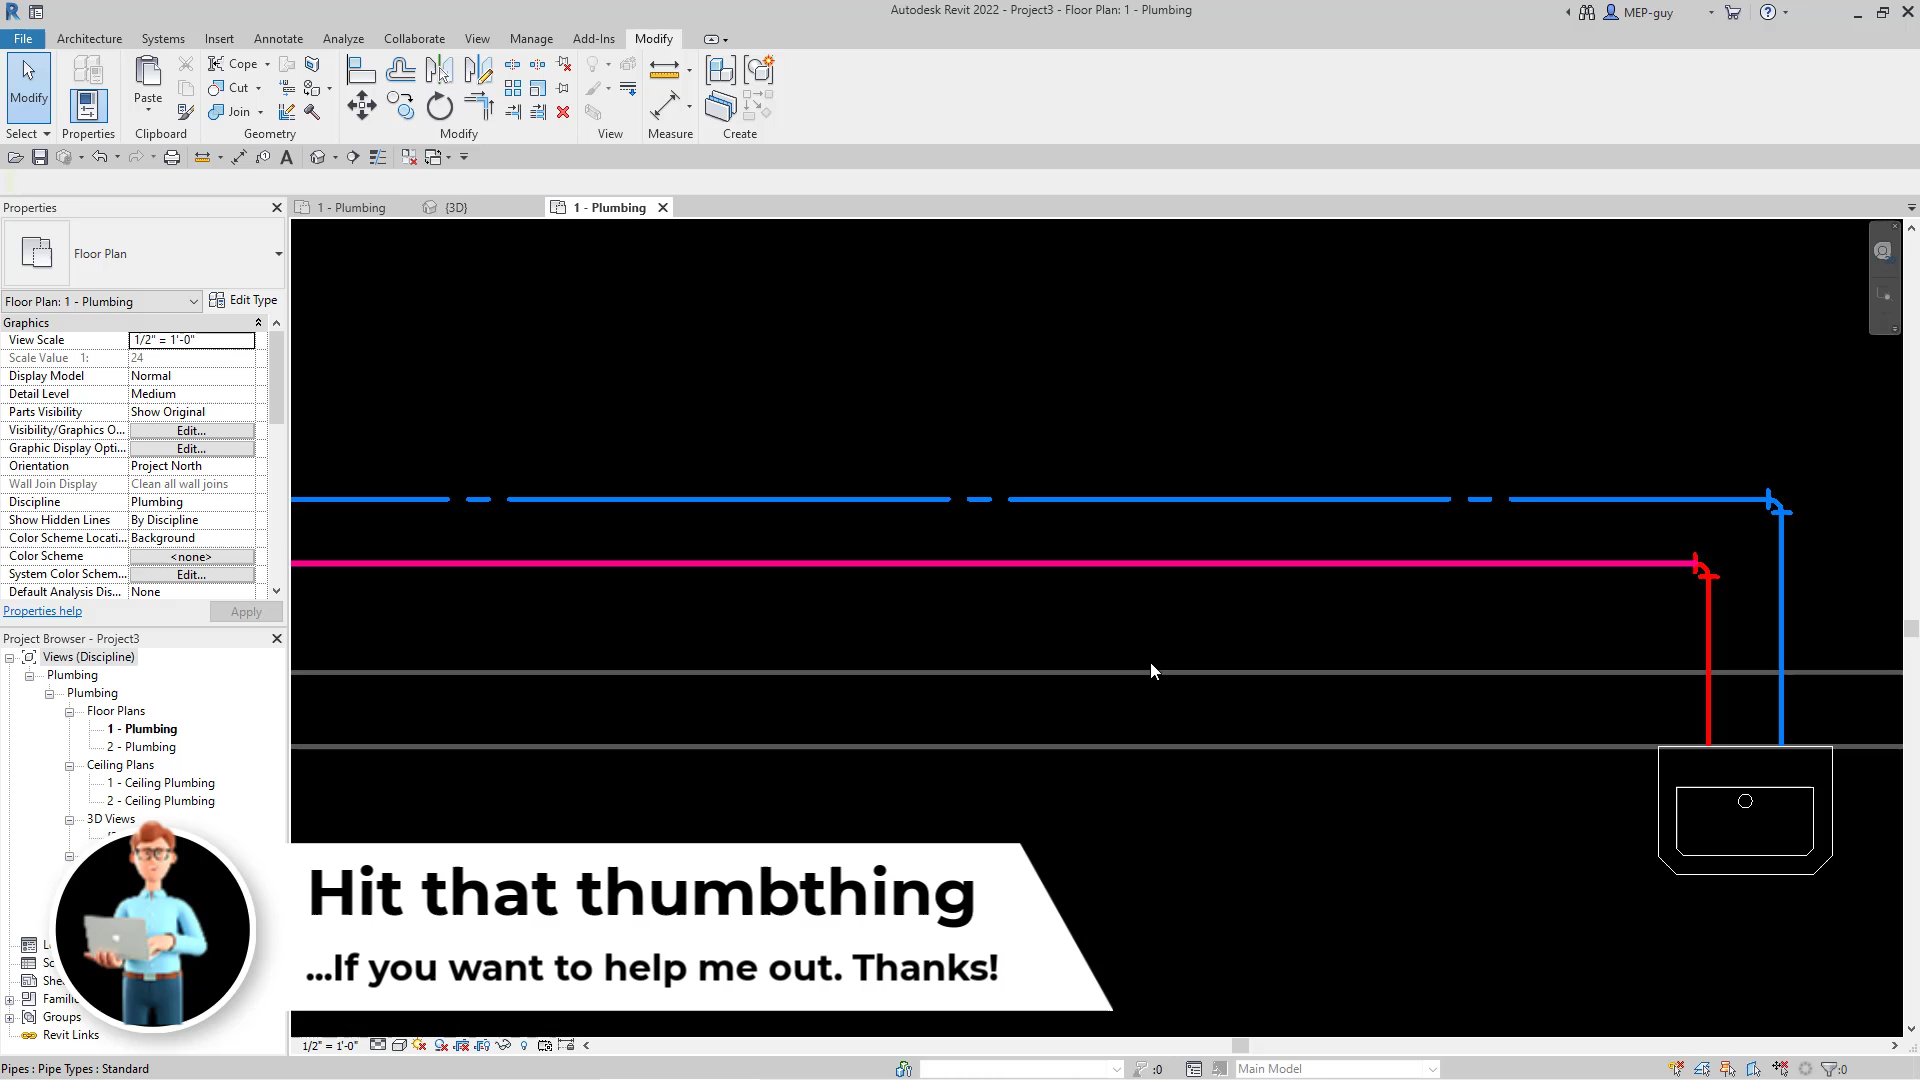 Autodesk Revit 2022 - Project3 - Floor Plan: 1 - Plumbing
MEP-guy
File Architecture Systems Insert Annotate Analyze Collaborate View Manage Add-Ins Modify
Modify
Paste
Cope
Cut
Join
Select Properties Clipboard Geometry Modify View Measure Create
Properties
1 - Plumbing {3D} 1 - Plumbing
Floor Plan
Floor Plan: 1 - Plumbing Edit Type
Graphics
View Scale 1/2" = 1'-0"
Scale Value 1: 24
Display Model Normal
Detail Level Medium
Parts Visibility Show Original
Visibility/Graphics O... Edit...
Graphic Display Opti... Edit...
Orientation Project North
Wall Join Display Clean all wall joins
Discipline Plumbing
Show Hidden Lines By Discipline
Color Scheme Locati... Background
Color Scheme <none>
System Color Schem... Edit...
Default Analysis Dis... None
Properties help Apply
Project Browser - Project3
Views (Discipline)
Plumbing
Plumbing
Floor Plans
1 - Plumbing
2 - Plumbing
Ceiling Plans
1 - Ceiling Plumbing
2 - Ceiling Plumbing
3D Views
Groups
Revit Links
Hit that thumbthing
...If you want to help me out. Thanks!
1/2" = 1'-0"
Pipes : Pipe Types : Standard
:0
Main Model
:0